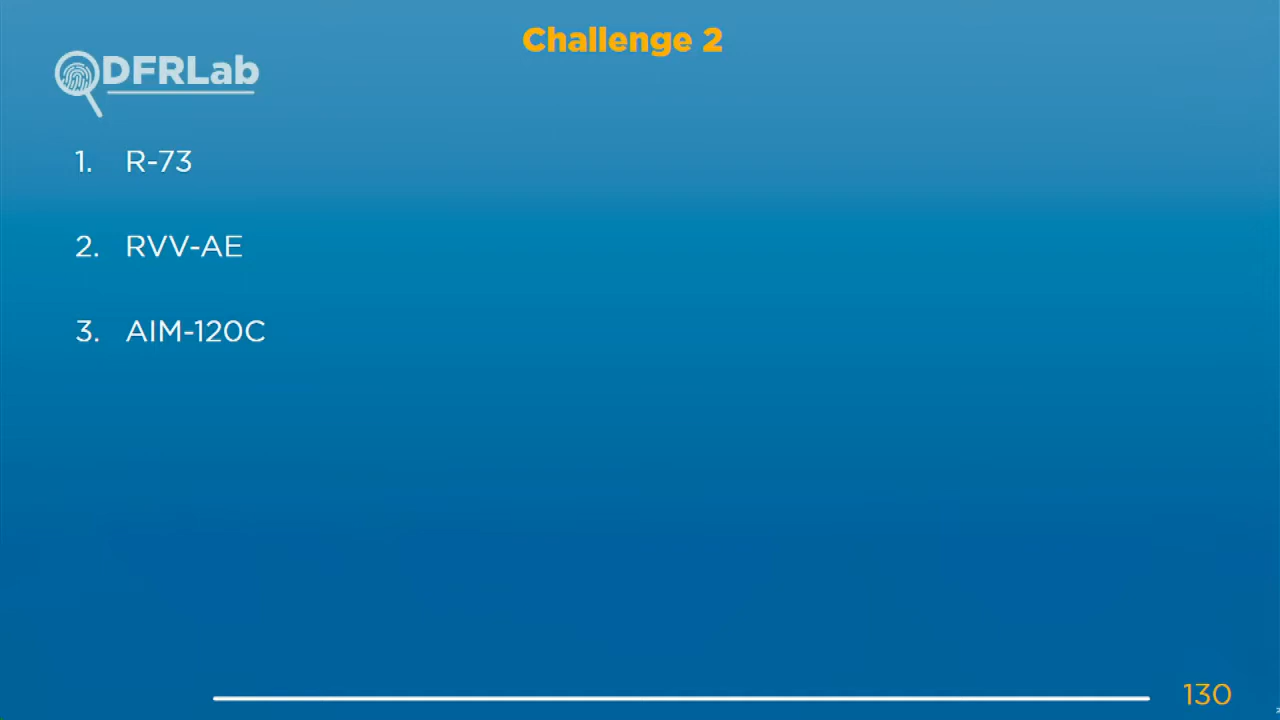 Challenge 2
DFRLab
1. R-73
2. RVV-AE
3. AIM-120C
130